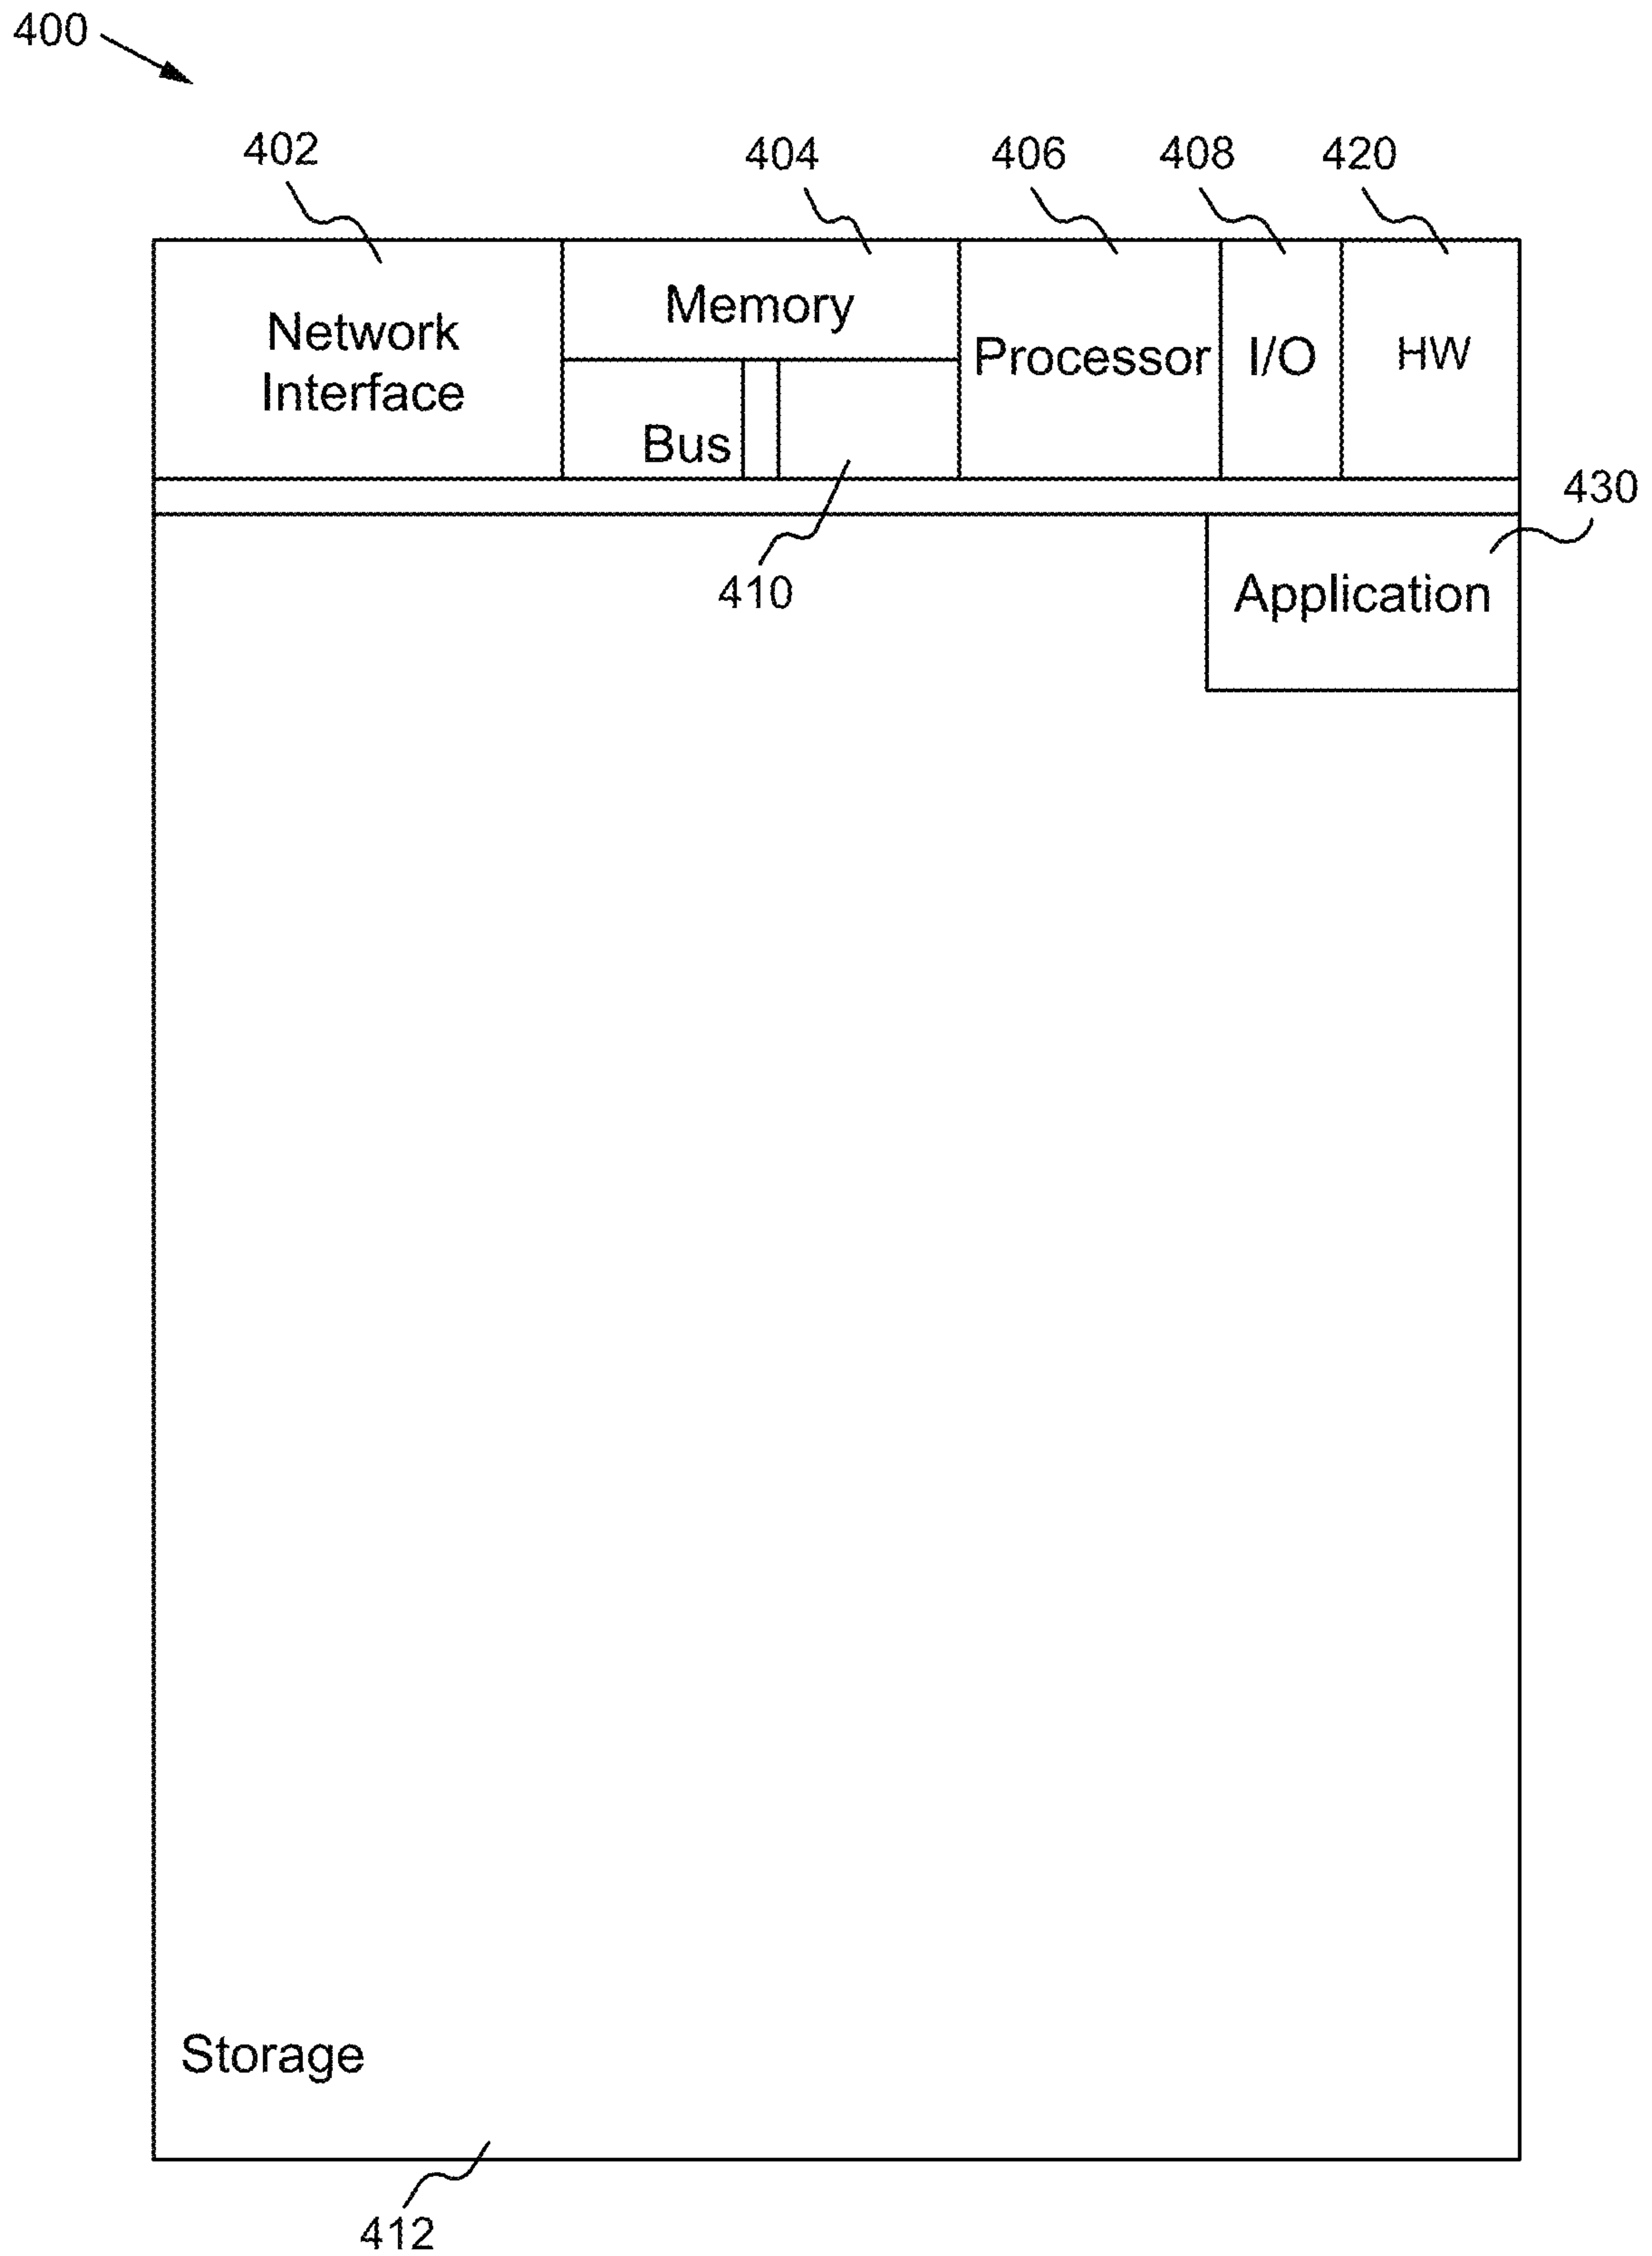 400
402
404
406
408
420
Network
Interface
Memory
Processor
I/O
HW
Bus
430
410
Application
Storage
412